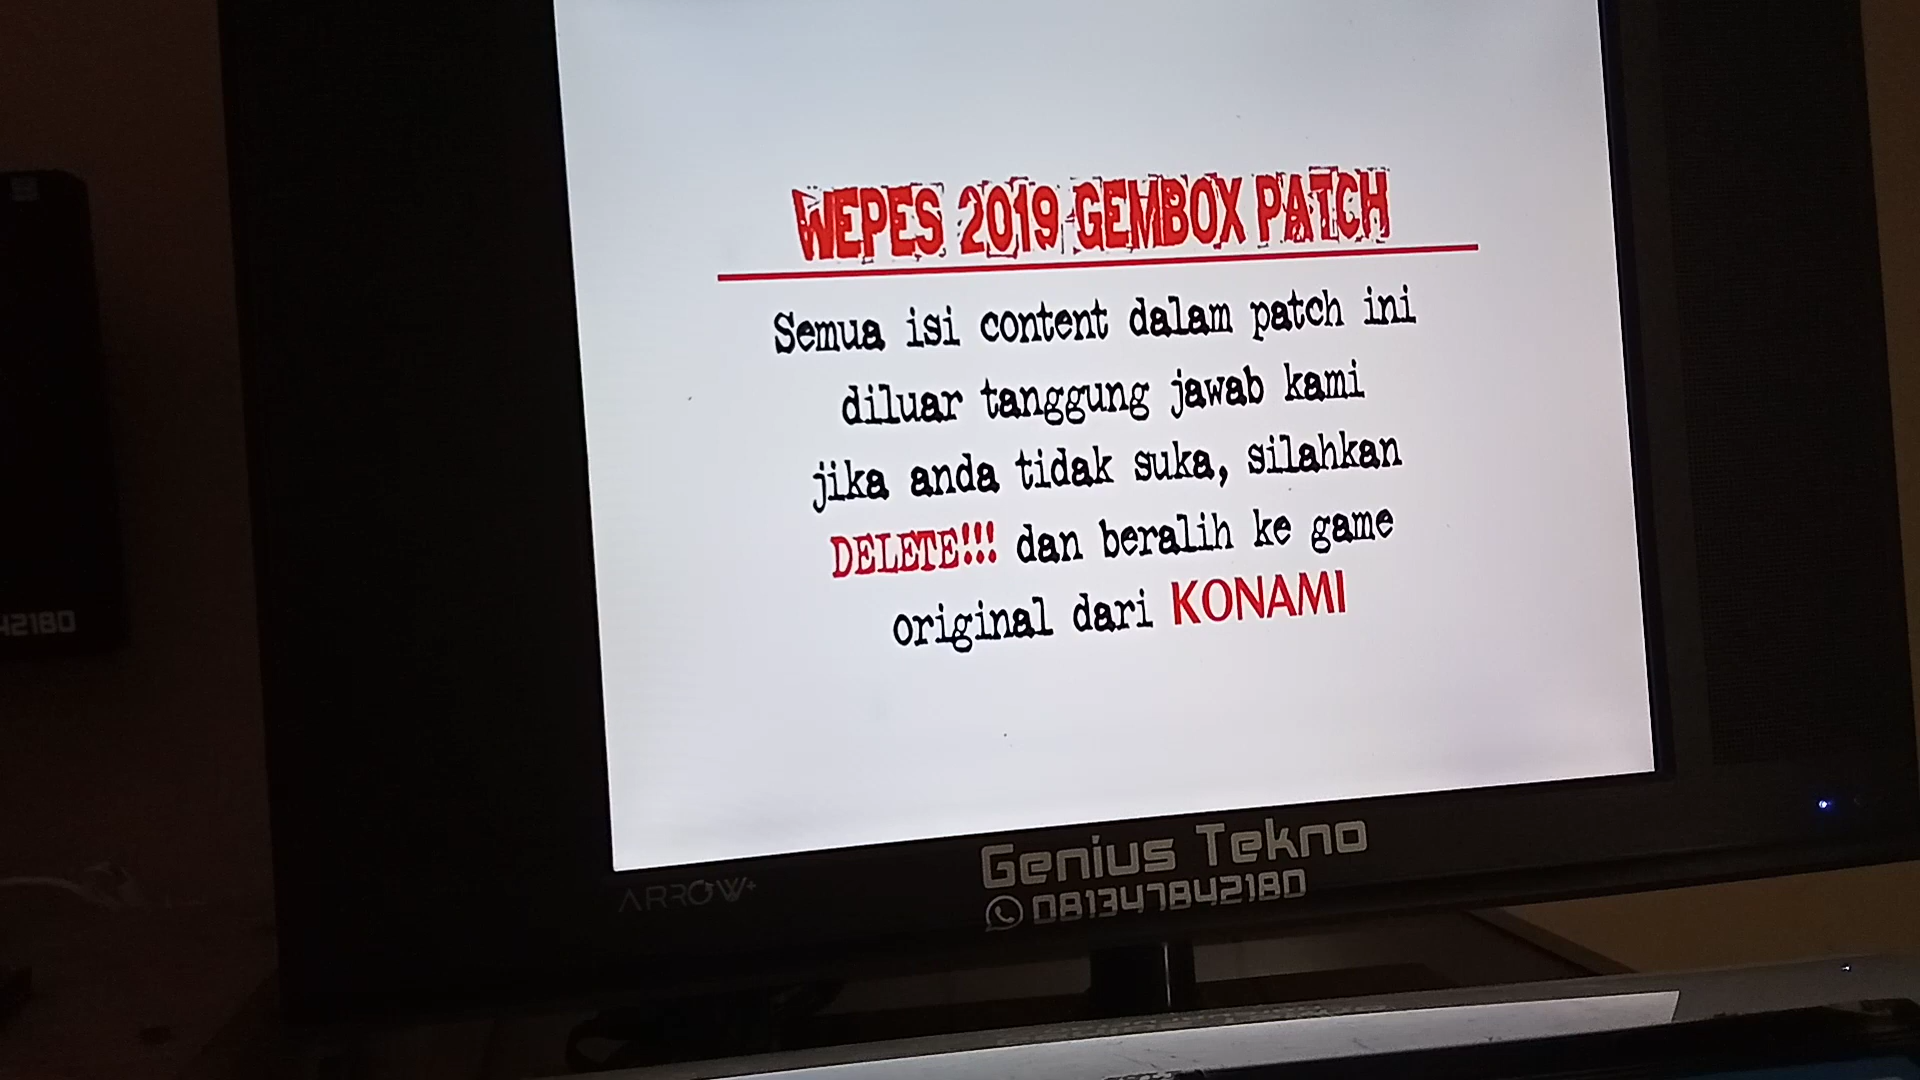 WEPES 2019 GEMBOX PATCH
Semua isi content dalam patch ini
diluar tanggung jawab kami
jika anda tidak suka, silahkan
DELETE!!! dan beralih ke game
original dari KONAMI
Genius Tekno
ARROW+
081347842180
42180